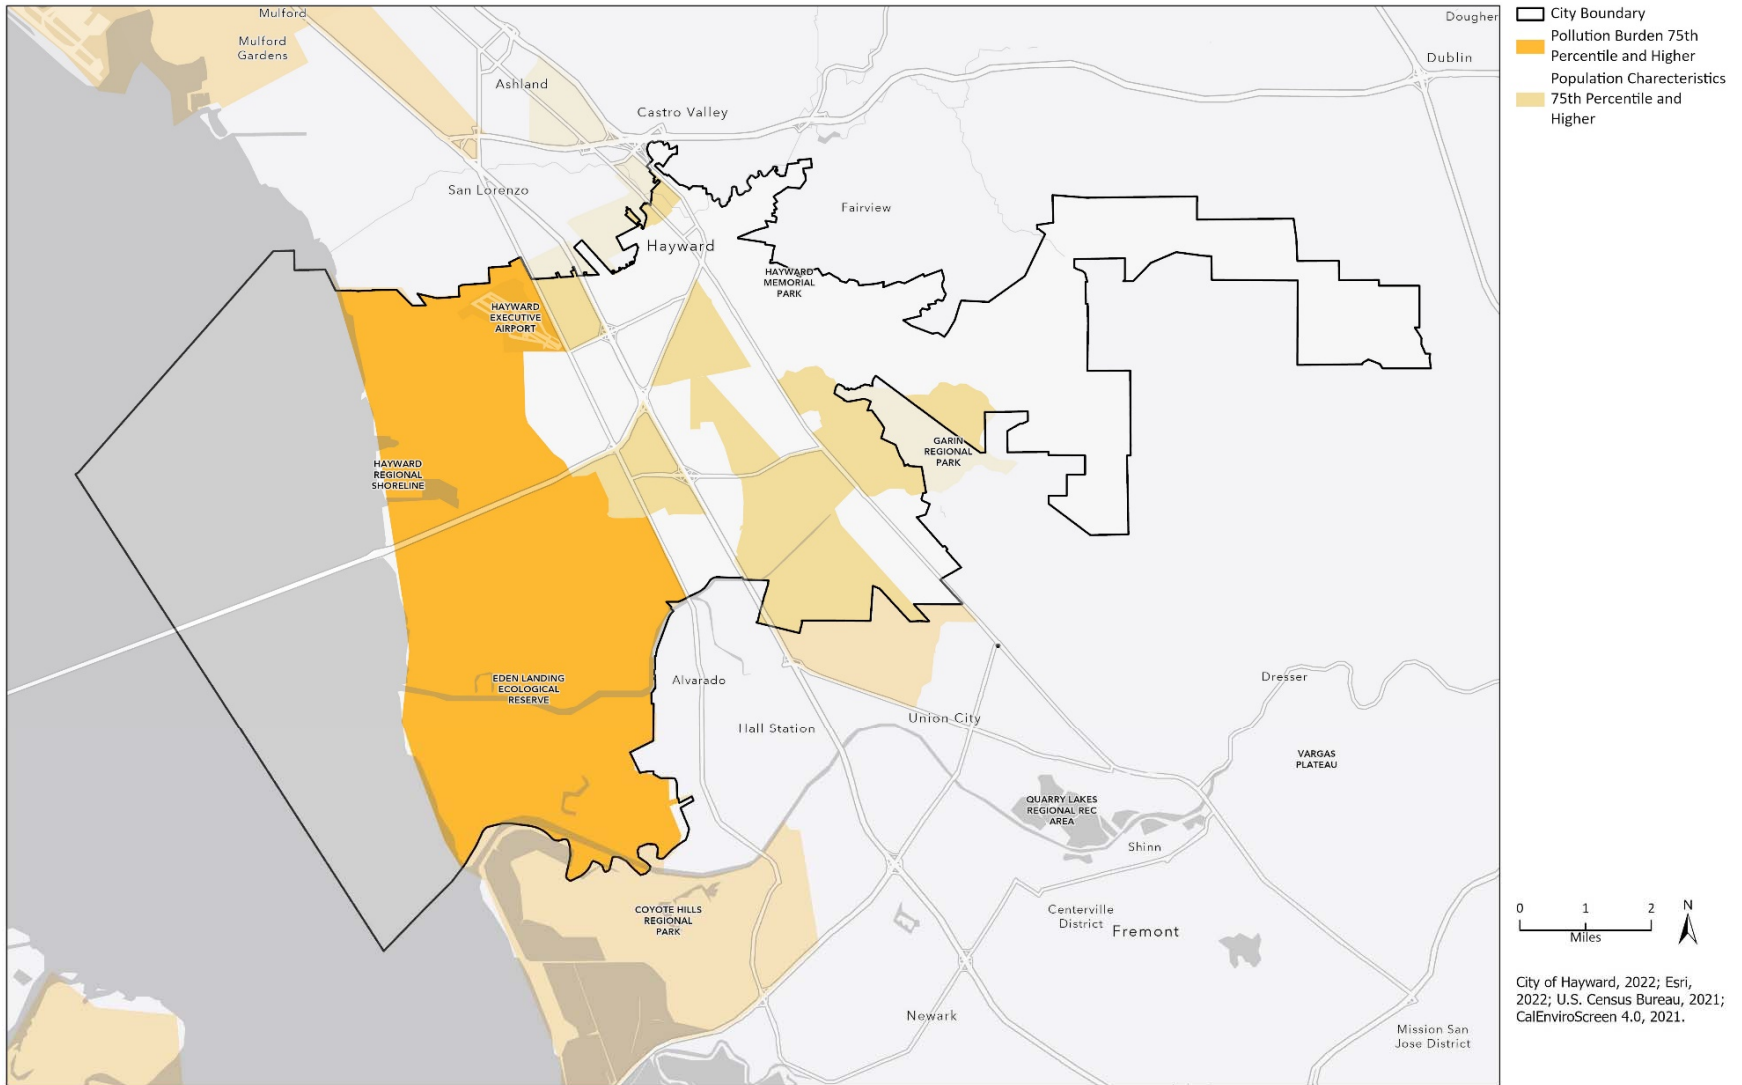 Mulford
Mulford
Gardens
Ashland
Castro Valley
Dougher
Dublin
San Lorenzo
Fairview
Hayward
HAYWARD
MEMORIAL
PARK
HAYWARD
EXECUTIVE
AIRPORT
HAYWARD
REGIONAL
SHORELINE
GARIN
REGIONAL
PARK
EDEN LANDING
ECOLOGICAL
RESERVE
Alvarado
Hall Station
Union City
Dresser
VARGAS
PLATEAU
QUARRY LAKES
REGIONAL REC
AREA
Shinn
COYOTE HILLS
REGIONAL
PARK
Centerville
District
Fremont
Newark
Mission San
Jose District
City Boundary
Pollution Burden 75th
Percentile and Higher
Population Charecteristics
75th Percentile and
Higher
0 1 2
Miles
N
City of Hayward, 2022; Esri,
2022; U.S. Census Bureau, 2021;
CalEnviroScreen 4.0, 2021.